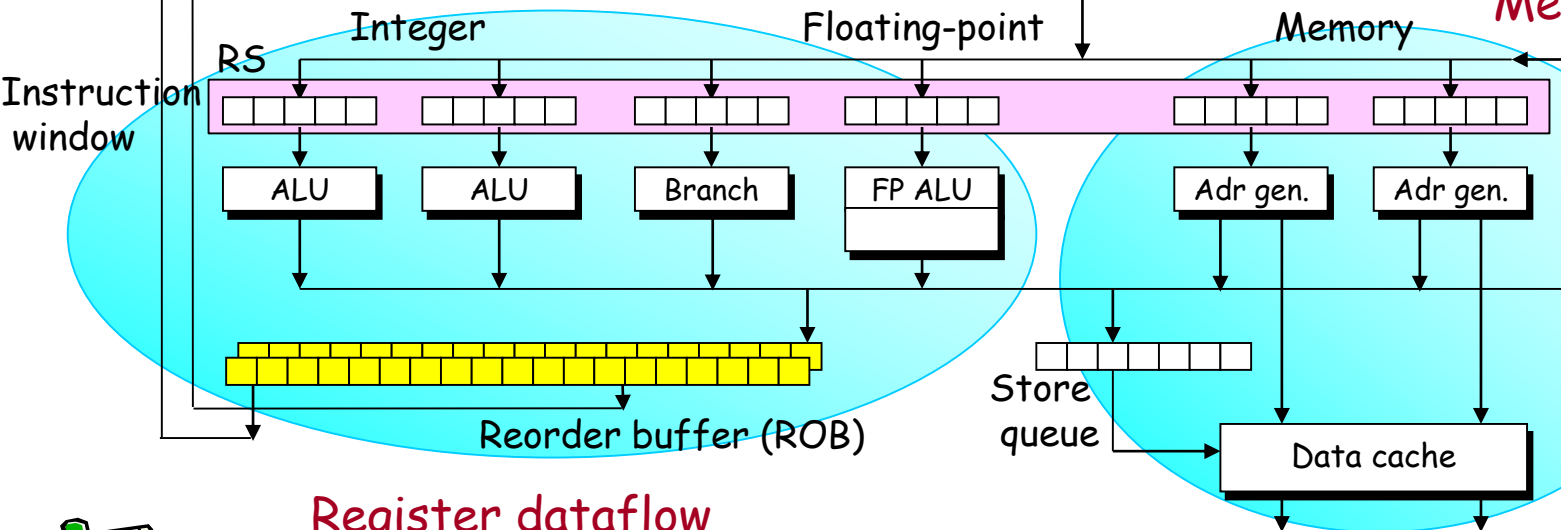 Integer
Floating-point
Memory
Me
RS
Instruction
window
ALU
ALU
Branch
FP ALU
Adr gen.
Adr gen.
Store
queue
Reorder buffer (ROB)
Data cache
Register dataflow